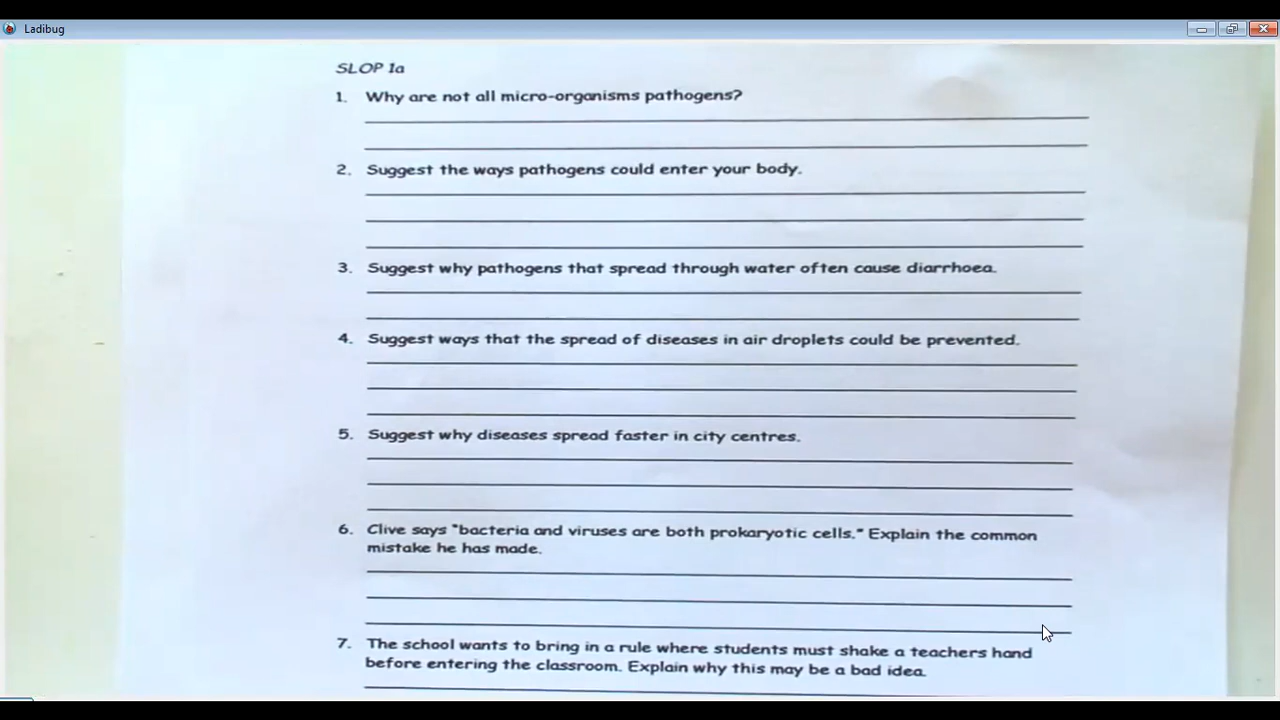 Ladibug
SLOP 1a
1. Why are not all micro-organisms pathogens?
2. Suggest the ways pathogens could enter your body.
3. Suggest why pathogens that spread through water often cause diarrhoea.
4. Suggest ways that the spread of diseases in air droplets could be prevented.
5. Suggest why diseases spread faster in city centres.
6. Clive says "bacteria and viruses are both prokaryotic cells." Explain the common
mistake he has made.
7. The school wants to bring in a rule where students must shake a teachers hand
before entering the classroom. Explain why this may be a bad idea.